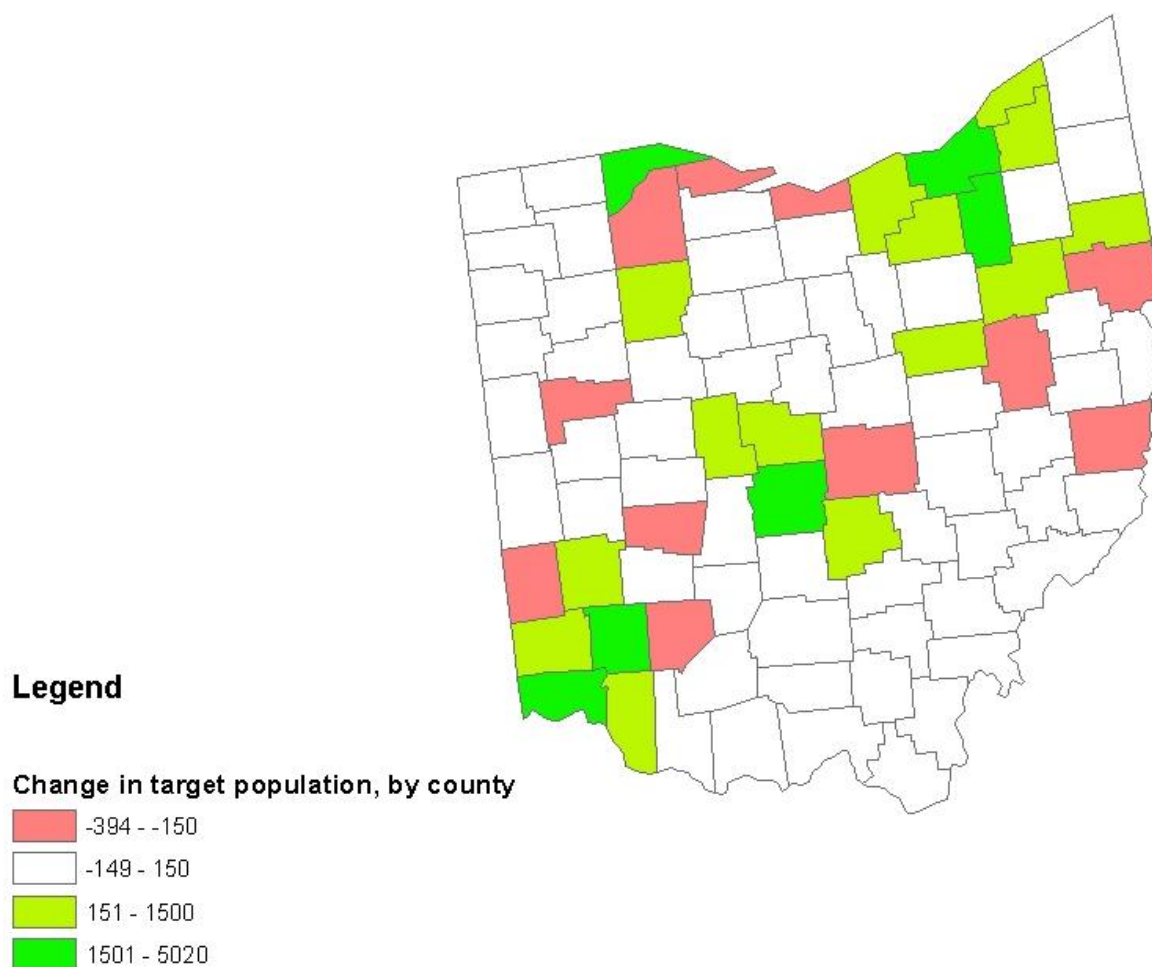 Legend
Change in target population, by county
-394 - -150
-149 - 150
151 - 1500
1501 - 5020